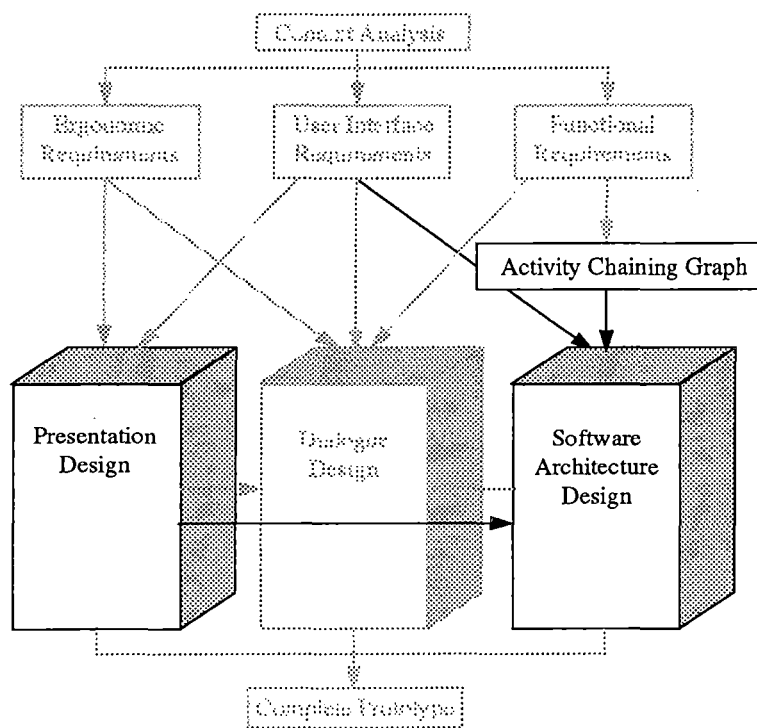 Context Analysis
Ergonomic
Requirements
User Interface
Requirements
Functional
Requirements
Activity Chaining Graph
Presentation
Design
Dialogue
Design
Software
Architecture
Design
Complete Prototype